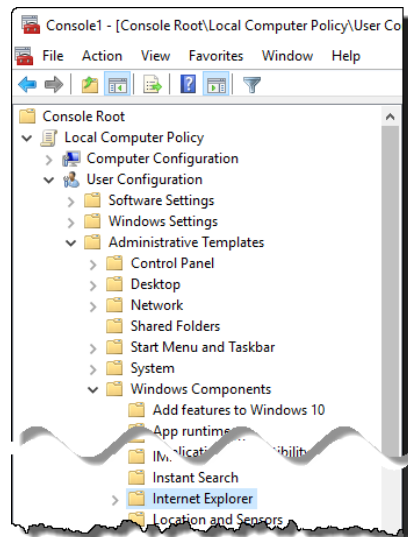 Console1 - [Console Root\Local Computer Policy\User Co
File Action View Favorites Window Help
Console Root
Local Computer Policy
Computer Configuration
User Configuration
Software Settings
Windows Settings
Administrative Templates
Control Panel
Desktop
Network
Shared Folders
Start Menu and Taskbar
System
Windows Components
Add features to Windows 10
App runtime
Instant Search
Internet Explorer
Location and Sensors